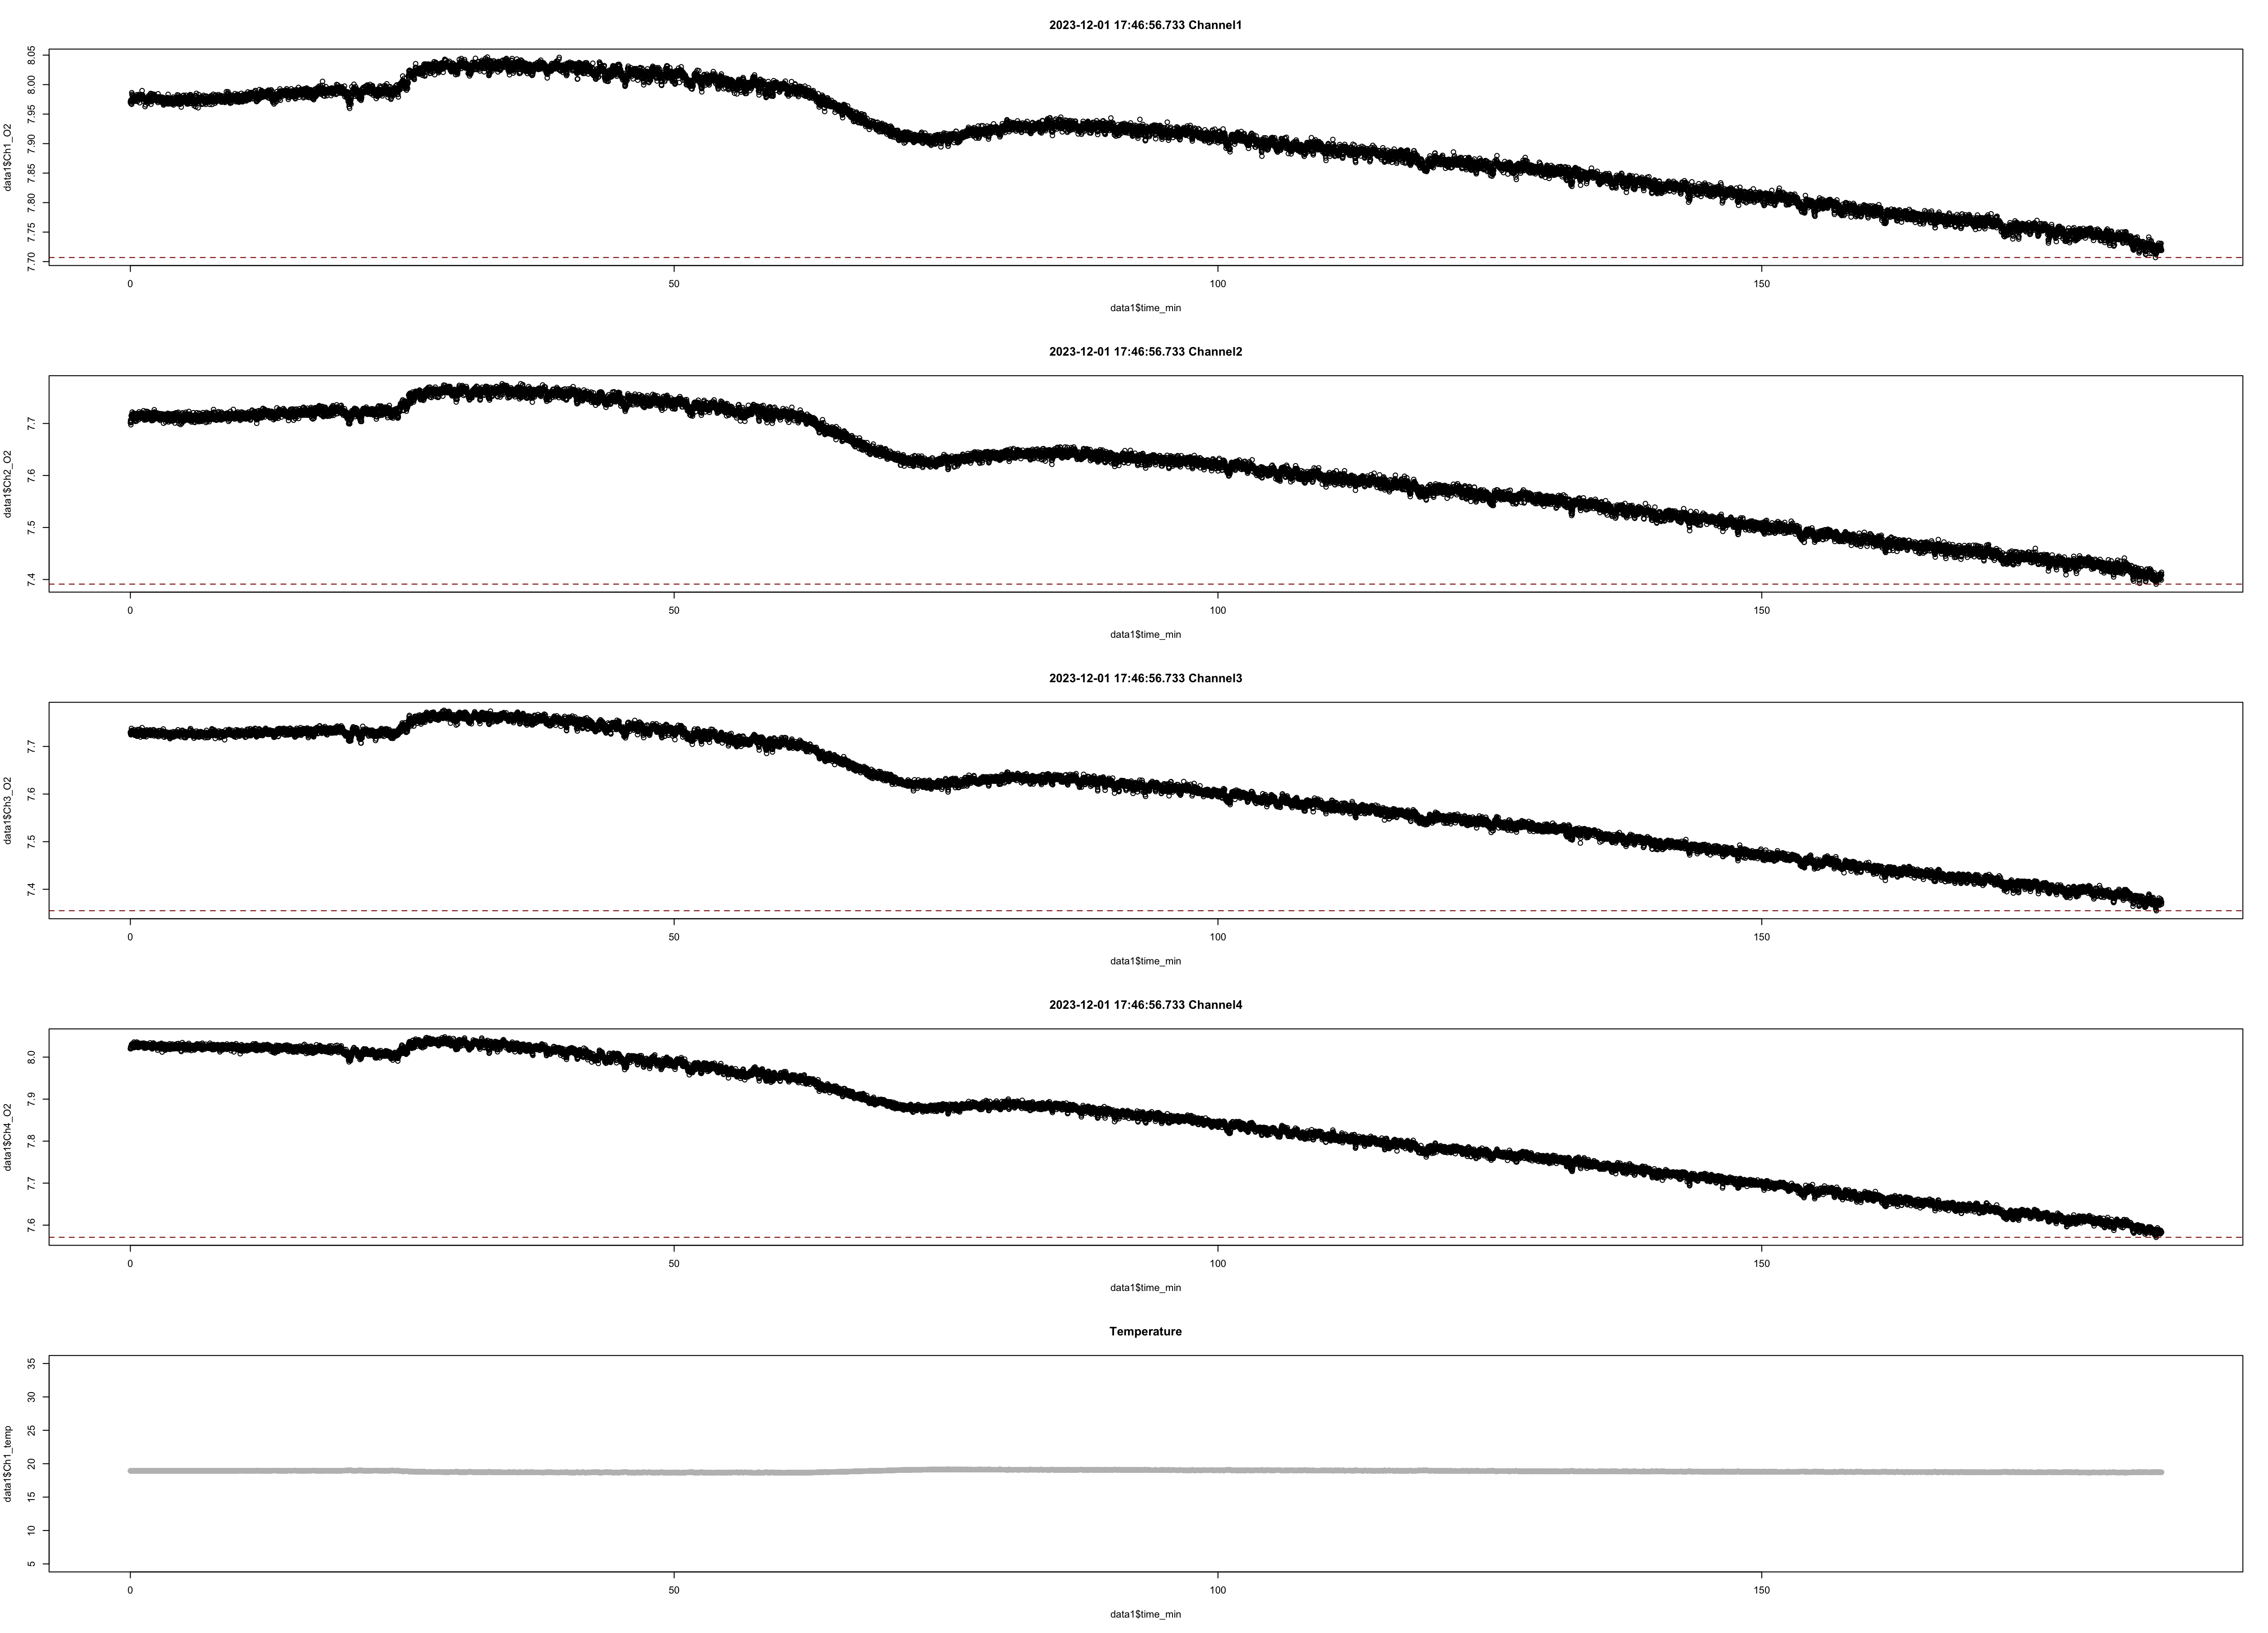 2023-12-01 17:46:56.733 Channel1
data1$Ch1_O2
8.05
8.00
7.95
7.90
7.85
7.80
7.75
7.70
0 50 100 150
data1$time_min
2023-12-01 17:46:56.733 Channel2
data1$Ch2_O2
7.7
7.6
7.5
7.4
0 50 100 150
data1$time_min
2023-12-01 17:46:56.733 Channel3
data1$Ch3_O2
7.7
7.6
7.5
7.4
0 50 100 150
data1$time_min
2023-12-01 17:46:56.733 Channel4
data1$Ch4_O2
8.0
7.9
7.8
7.7
7.6
0 50 100 150
data1$time_min
Temperature
data1$Ch1_temp
35
30
25
20
15
10
5
0 50 100 150
data1$time_min